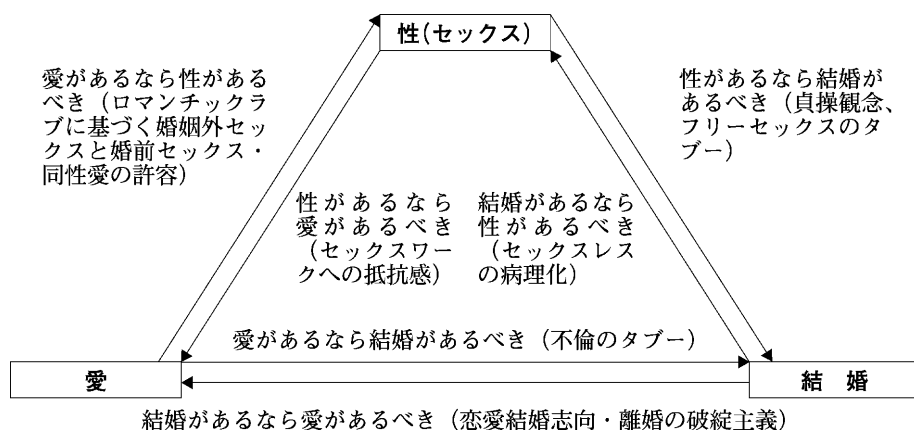 性(セックス)
愛があるなら性がある
べき（ロマンチックラ
ブに基づく婚姻外セッ
クスと婚前セックス・
同性愛の許容）
性があるなら結婚が
あるべき（貞操観念、
フリーセックスのタ
ブー）
性があるなら
愛があるべき
（セックスワー
クへの抵抗感）
結婚があるなら
性があるべき
（セックスレス
の病理化）
愛があるなら結婚があるべき（不倫のタブー）
愛
結　婚
結婚があるなら愛があるべき（恋愛結婚志向・離婚の破綻主義）